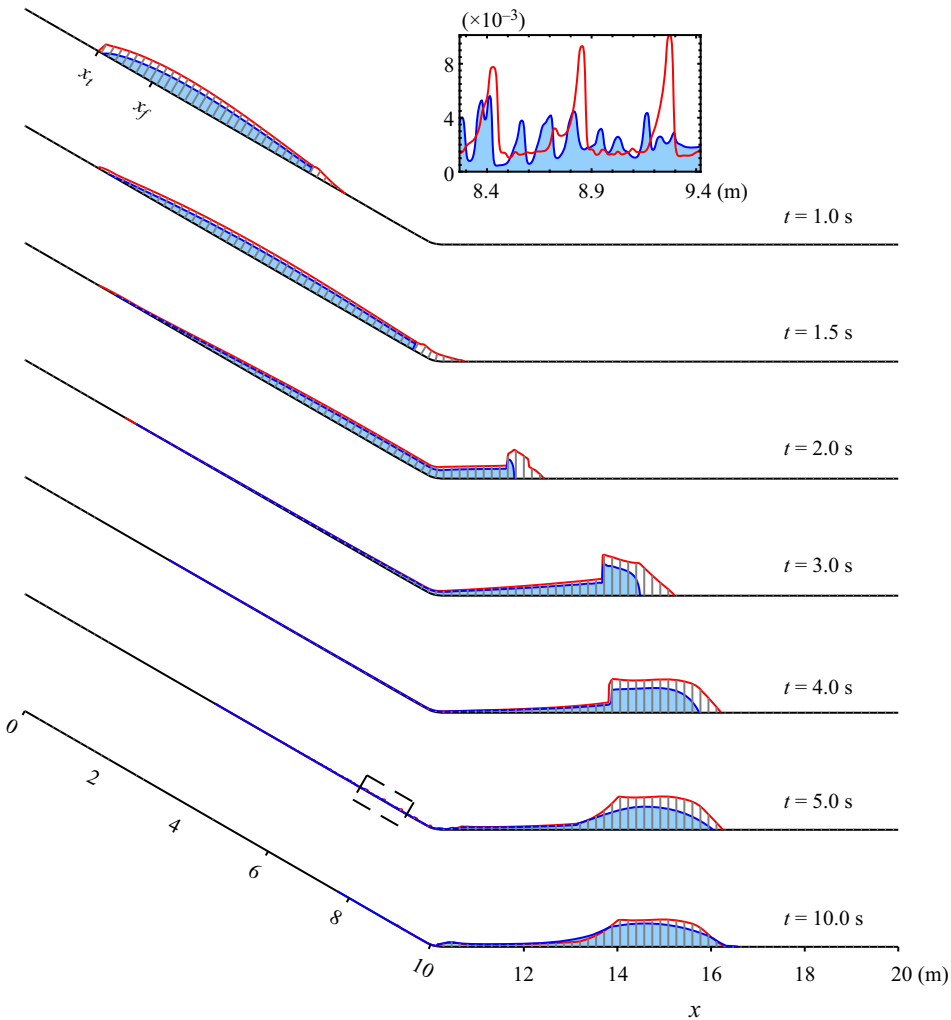 (×10⁻³)
8
4
0
8.4 8.9 9.4 (m)
xₜ
x_f
t = 1.0 s
t = 1.5 s
t = 2.0 s
t = 3.0 s
t = 4.0 s
t = 5.0 s
t = 10.0 s
0
2
4
6
8
10 12 14 16 18 20 (m)
x